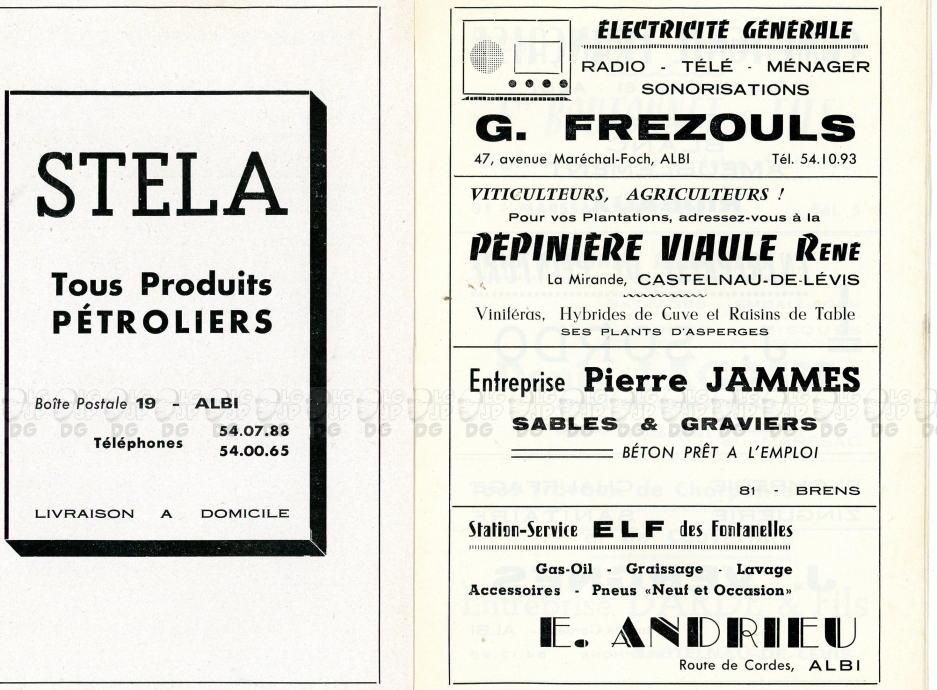 STELA
Tous Produits
PÉTROLIERS
Boîte Postale 19 - ALBI
Téléphones 54.07.88
54.00.65
LIVRAISON A DOMICILE
ÉLECTRICITÉ GÉNÉRALE
RADIO - TÉLÉ - MÉNAGER
SONORISATIONS
G. FREZOULS
47, avenue Maréchal-Foch, ALBI Tél. 54.10.93
VITICULTEURS, AGRICULTEURS !
Pour vos Plantations, adressez-vous à la
PÉPINIÈRE VIAULE RENÉ
La Mirande, CASTELNAU-DE-LÉVIS
Viniféras, Hybrides de Cuve et Raisins de Table
SES PLANTS D'ASPERGES
Entreprise Pierre JAMMES
SABLES & GRAVIERS
BÉTON PRÊT A L'EMPLOI
81 - BRENS
Station-Service ELF des Fontanelles
Gas-Oil - Graissage - Lavage
Accessoires - Pneus «Neuf et Occasion»
E. ANDRIEU
Route de Cordes, ALBI